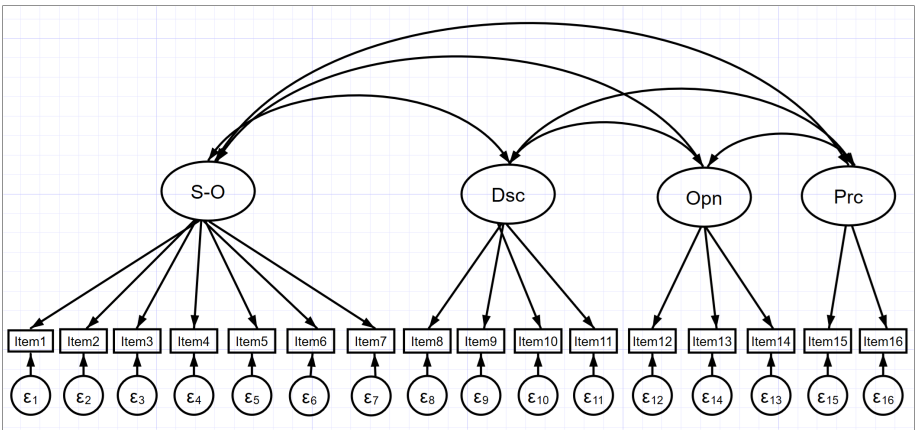 S-O Dsc Opn Prc
Item1 Item2 Item3 Item4 Item5 Item6 Item7 Item8 Item9 Item10 Item11 Item12 Item13 Item14 Item15 Item16
ε1 ε2 ε3 ε4 ε5 ε6 ε7 ε8 ε9 ε10 ε11 ε12 ε14 ε13 ε15 ε16